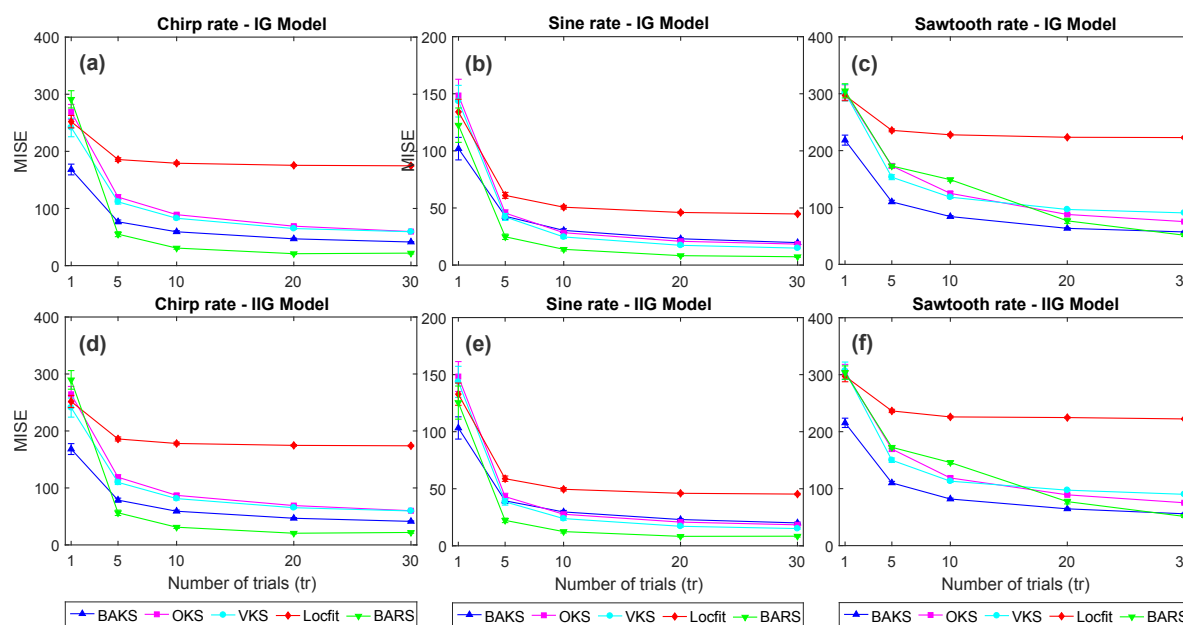 Chirp rate - IG Model
Sine rate - IG Model
Sawtooth rate - IG Model
400
300
200
100
0
MISE
(a)
1 5 10 20 30
200
150
100
50
0
MISE
(b)
1 5 10 20 30
400
300
200
100
0
(c)
1 5 10 20 30
Chirp rate - IIG Model
Sine rate - IIG Model
Sawtooth rate - IIG Model
400
300
200
100
0
MISE
(d)
1 5 10 20 30
Number of trials (tr)
200
150
100
50
0
(e)
1 5 10 20 30
Number of trials (tr)
400
300
200
100
0
(f)
1 5 10 20 30
Number of trials (tr)
BAKS OKS VKS Locfit BARS
BAKS OKS VKS Locfit BARS
BAKS OKS VKS Locfit BARS